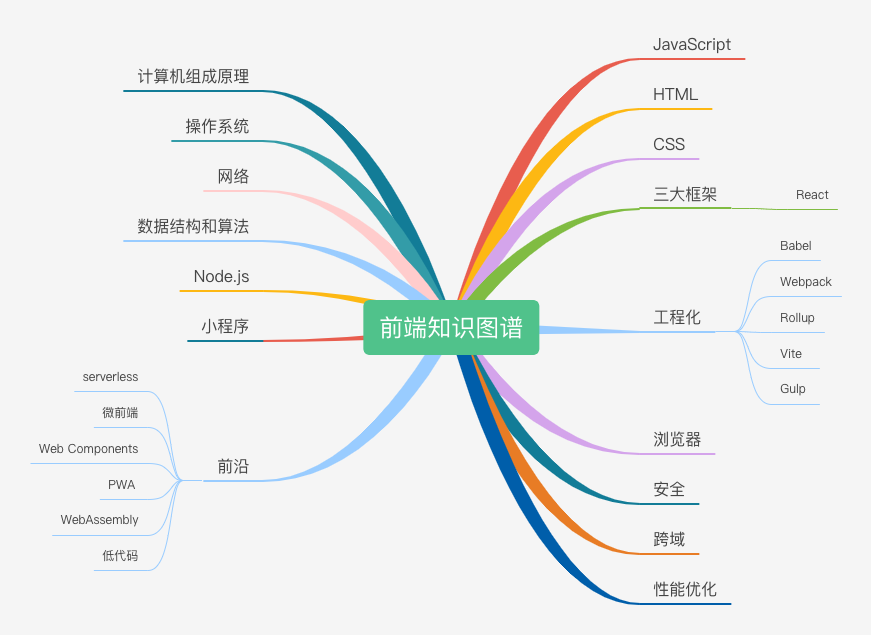 前端知识图谱
JavaScript
HTML
CSS
三大框架
React
工程化
Babel
Webpack
Rollup
Vite
Gulp
浏览器
安全
跨域
性能优化
计算机组成原理
操作系统
网络
数据结构和算法
Node.js
小程序
前沿
serverless
微前端
Web Components
PWA
WebAssembly
低代码